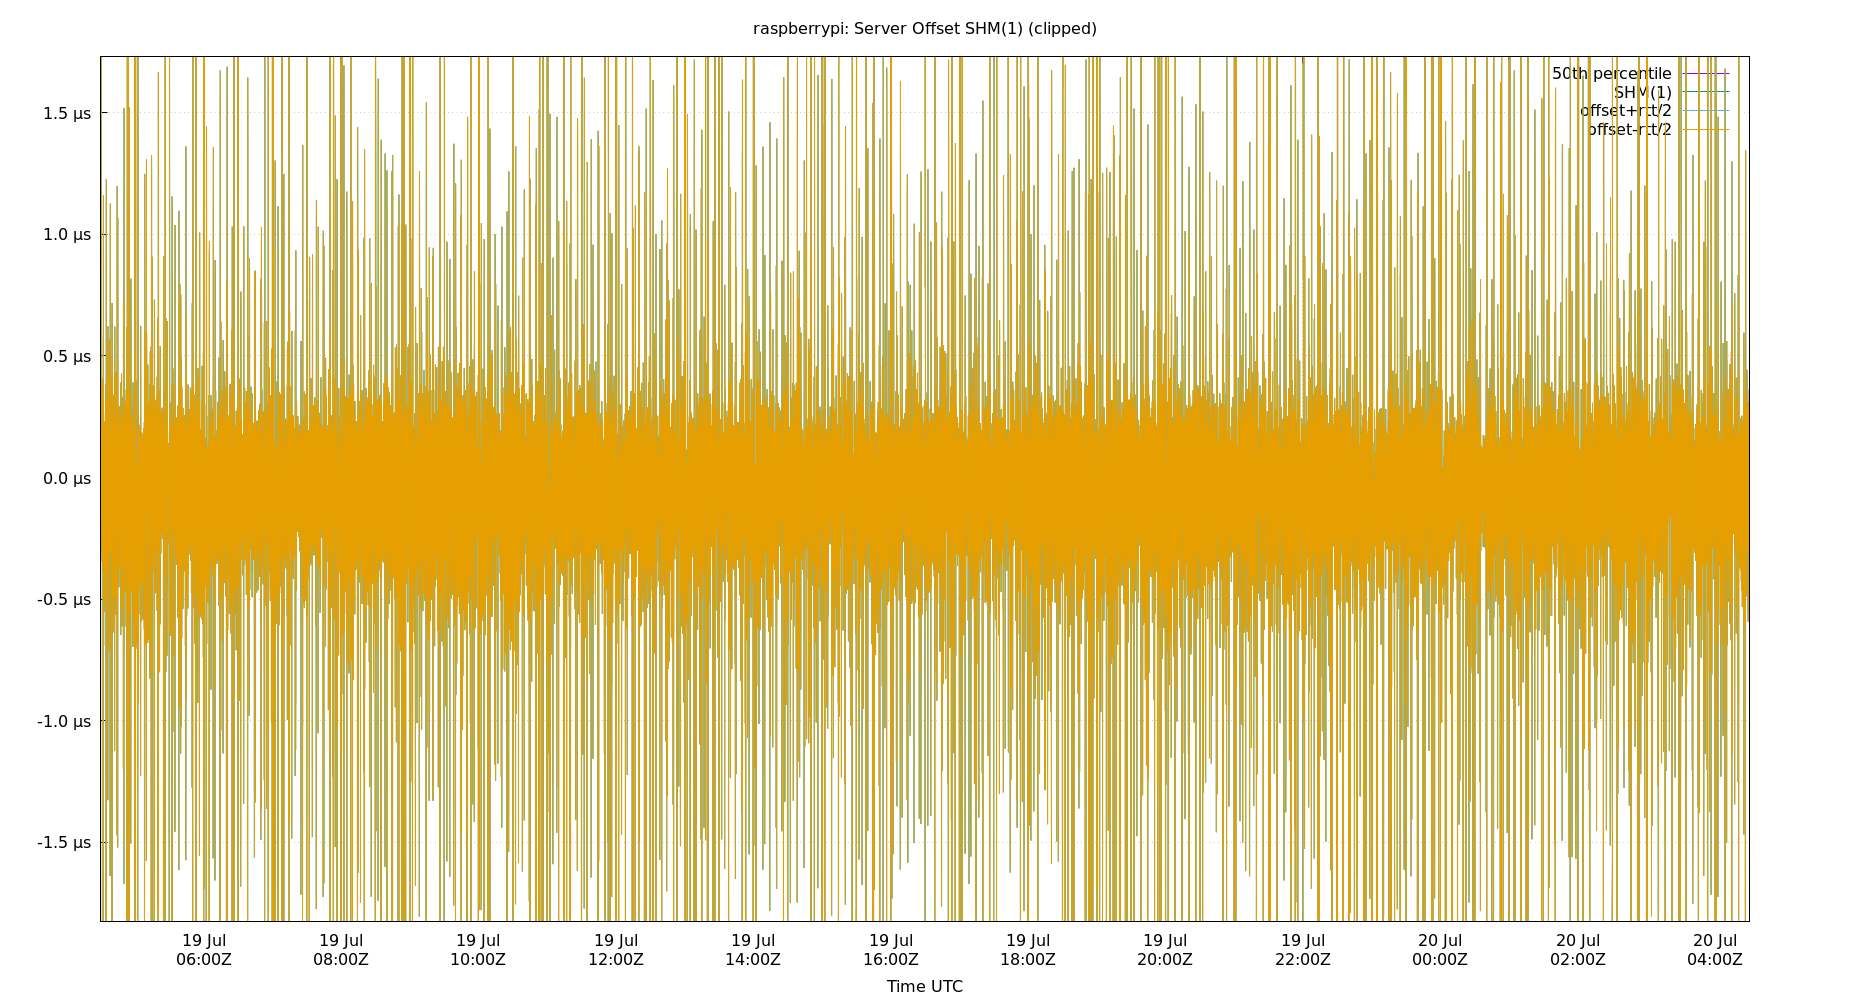 raspberrypi: Server Offset SHM(1) (clipped)
50th percentile
SHM(1)
offset+rtt/2
offset-rtt/2
1.5 µs
1.0 µs
0.5 µs
0.0 µs
-0.5 µs
-1.0 µs
-1.5 µs
19 Jul 19 Jul 19 Jul 19 Jul 19 Jul 19 Jul 19 Jul 19 Jul 19 Jul 20 Jul 20 Jul 20 Jul
06:00Z 08:00Z 10:00Z 12:00Z 14:00Z 16:00Z 18:00Z 20:00Z 22:00Z 00:00Z 02:00Z 04:00Z
Time UTC